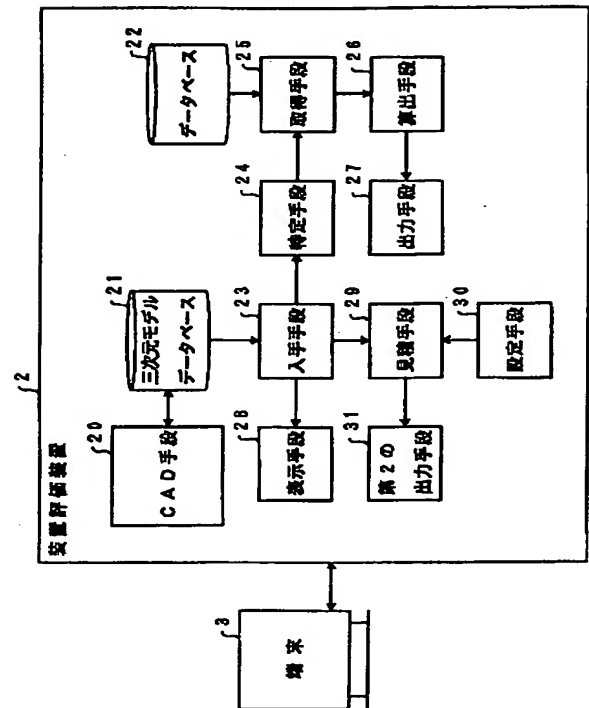 2
装置評価装置
20
CAD手段
21
三次元モデル
データベース
22
データベース
23
入手手段
24
特定手段
25
取得手段
26
算出手段
27
出力手段
28
表示手段
29
見積手段
30
設定手段
31
第2の
出力手段
3
端末